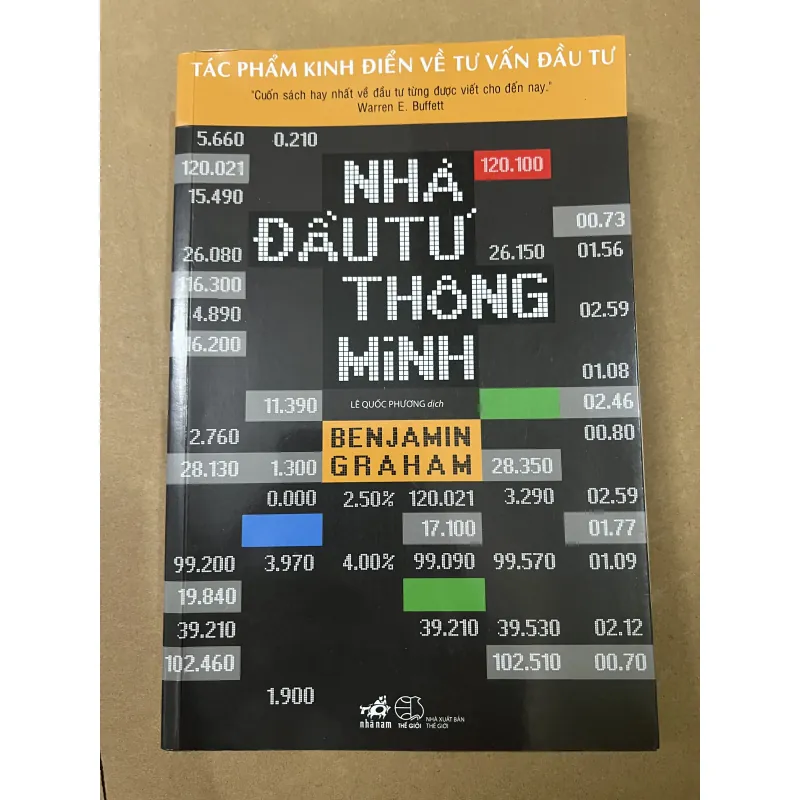 TÁC PHẨM KINH ĐIỂN VỀ TƯ VẤN ĐẦU TƯ
"Cuốn sách hay nhất về đầu tư từng được viết cho đến nay."
Warren E. Buffett
5.660 0.210
120.021 NHÀ 120.100
15.490
00.73
26.080 ĐẦU TƯ 26.150 01.56
16.300 THÔNG
4.890 02.59
16.200 MINH
01.08
11.390 LÊ QUỐC PHƯƠNG dịch 02.46
2.760 BENJAMIN 00.80
28.130 1.300 GRAHAM 28.350
0.000 2.50% 120.021 3.290 02.59
17.100 01.77
99.200 3.970 4.00% 99.090 99.570 01.09
19.840
39.210 39.210 39.530 02.12
102.460 102.510 00.70
1.900
nhã nam THẾ GIỚI NHÀ XUẤT BẢN
THẾ GIỚI